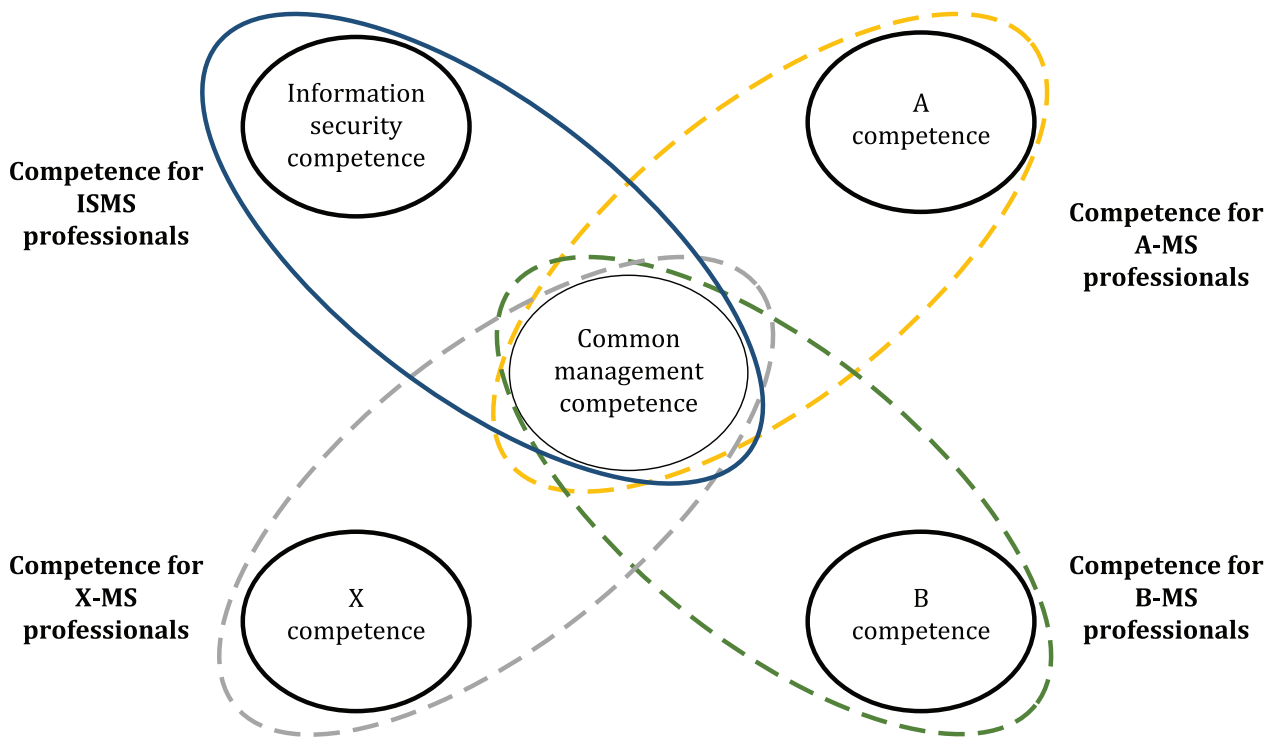 Information
security
competence
A
competence
Competence for
ISMS
professionals
Competence for
A-MS
professionals
Common
management
competence
Competence for
X-MS
professionals
X
competence
B
competence
Competence for
B-MS
professionals